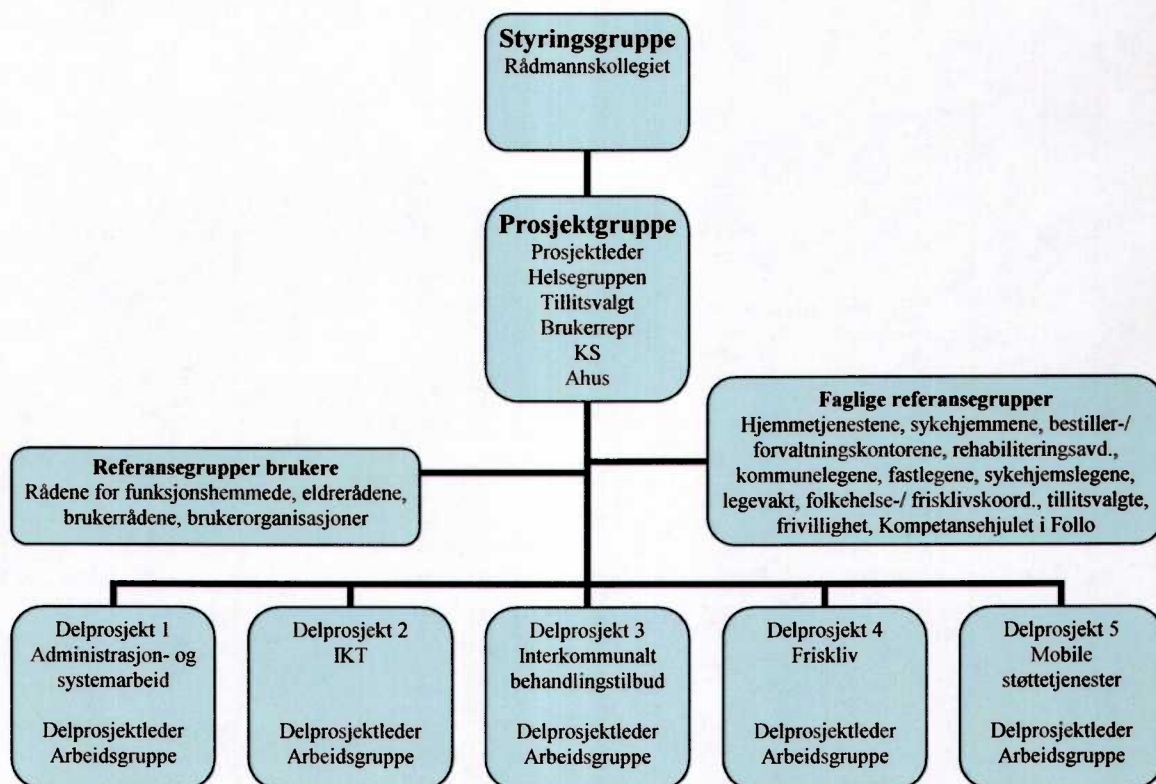 Styringsgruppe
Rådmannskollegiet
Prosjektgruppe
Prosjektleder
Helsegruppen
Tillitsvalgt
Brukerrepr
KS
Ahus
Faglige referansegrupper
Hjemmetjenestene, sykehjemmene, bestiller-/
forvaltningskontorene, rehabiliteringsavd.,
kommunelegene, fastlegene, sykehjemslegene,
legevakt, folkehelse-/ frisklivskoord., tillitsvalgte,
frivillighet, Kompetansehjulet i Follo
Referansegrupper brukere
Rådene for funksjonshemmede, eldrerådene,
brukerrådene, brukerorganisasjoner
Delprosjekt 1
Administrasjon- og
systemarbeid
Delprosjektleder
Arbeidsgruppe
Delprosjekt 2
IKT
Delprosjektleder
Arbeidsgruppe
Delprosjekt 3
Interkommunalt
behandlingstilbud
Delprosjektleder
Arbeidsgruppe
Delprosjekt 4
Friskliv
Delprosjektleder
Arbeidsgruppe
Delprosjekt 5
Mobile
støttetjenester
Delprosjektleder
Arbeidsgruppe